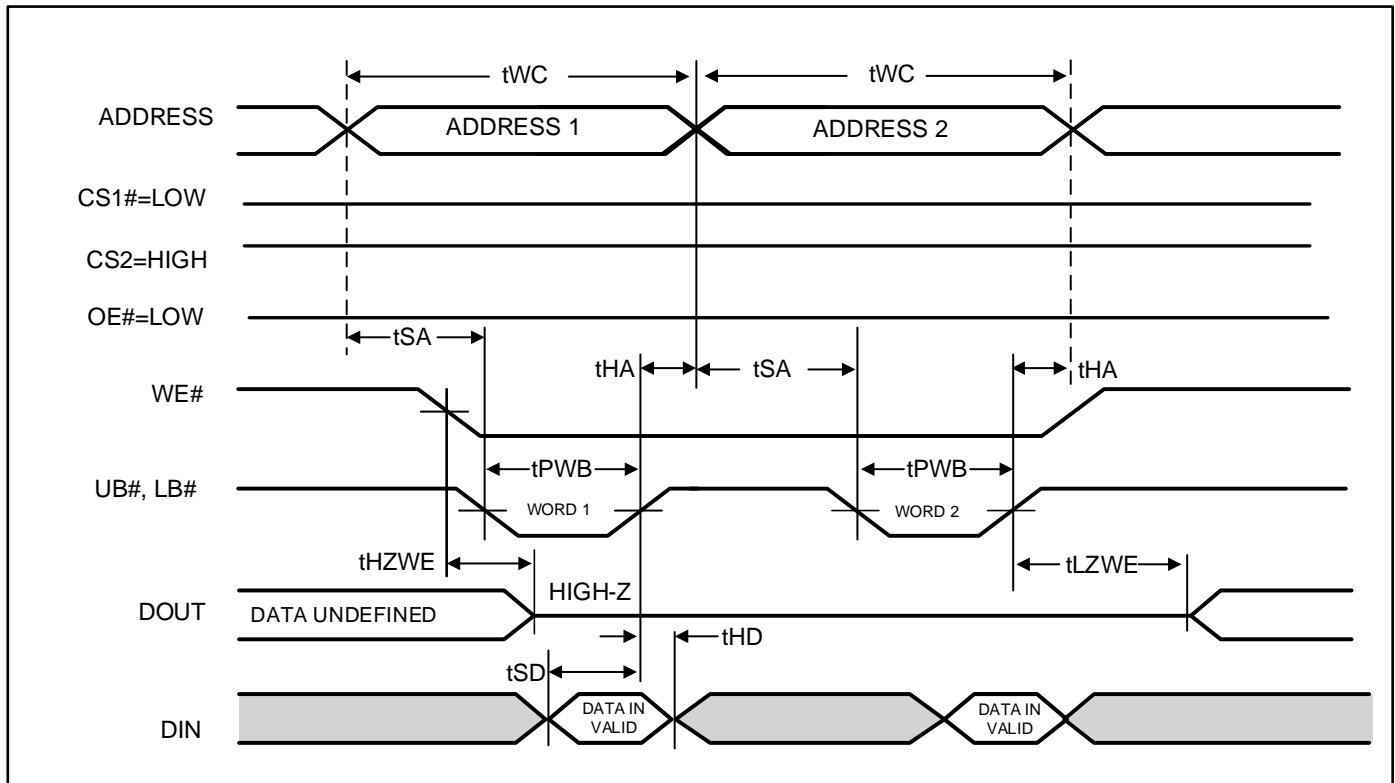 tWC
tWC
ADDRESS
ADDRESS 1
ADDRESS 2
CS1#=LOW
CS2=HIGH
OE#=LOW
tSA
tHA
tSA
tHA
WE#
tPWB
tPWB
UB#, LB#
WORD 1
WORD 2
tHZWE
tLZWE
HIGH-Z
DOUT
DATA UNDEFINED
tHD
tSD
DIN
DATA IN
VALID
DATA IN
VALID